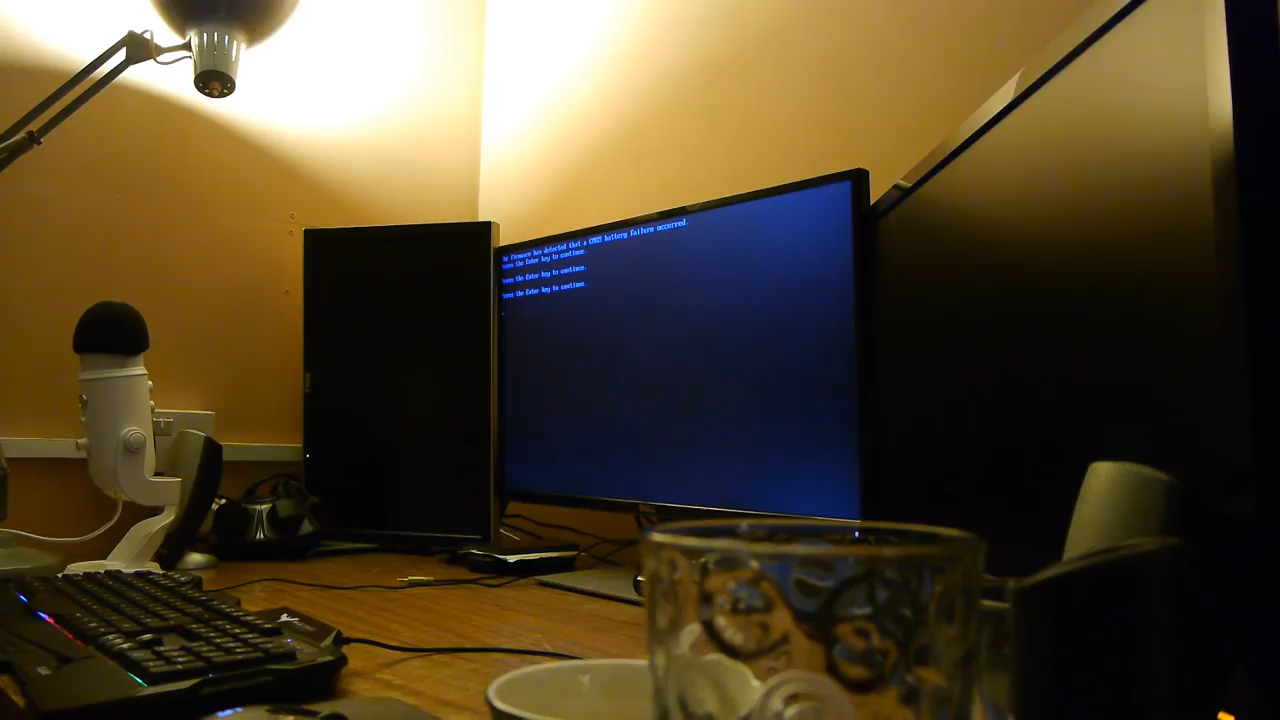 The firmware has detected that a CMOS battery failure occurred.
Press the Enter key to continue.
Press the Enter key to continue.
Press the Enter key to continue.